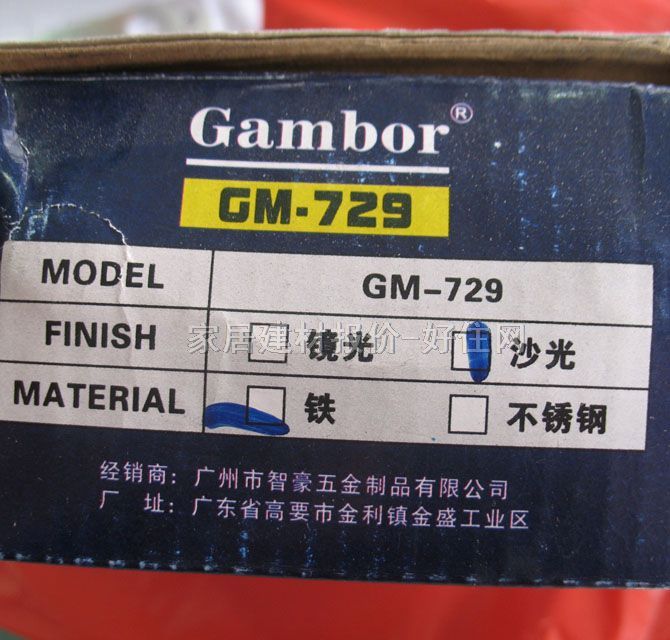 Gambor®
GM-729
MODEL GM-729
FINISH □ 镜光 □ 沙光
家居建材报价-好住网
MATERIAL □ 铁 □ 不锈钢
经销商：广州市智豪五金制品有限公司
厂 址：广东省高要市金利镇金盛工业区